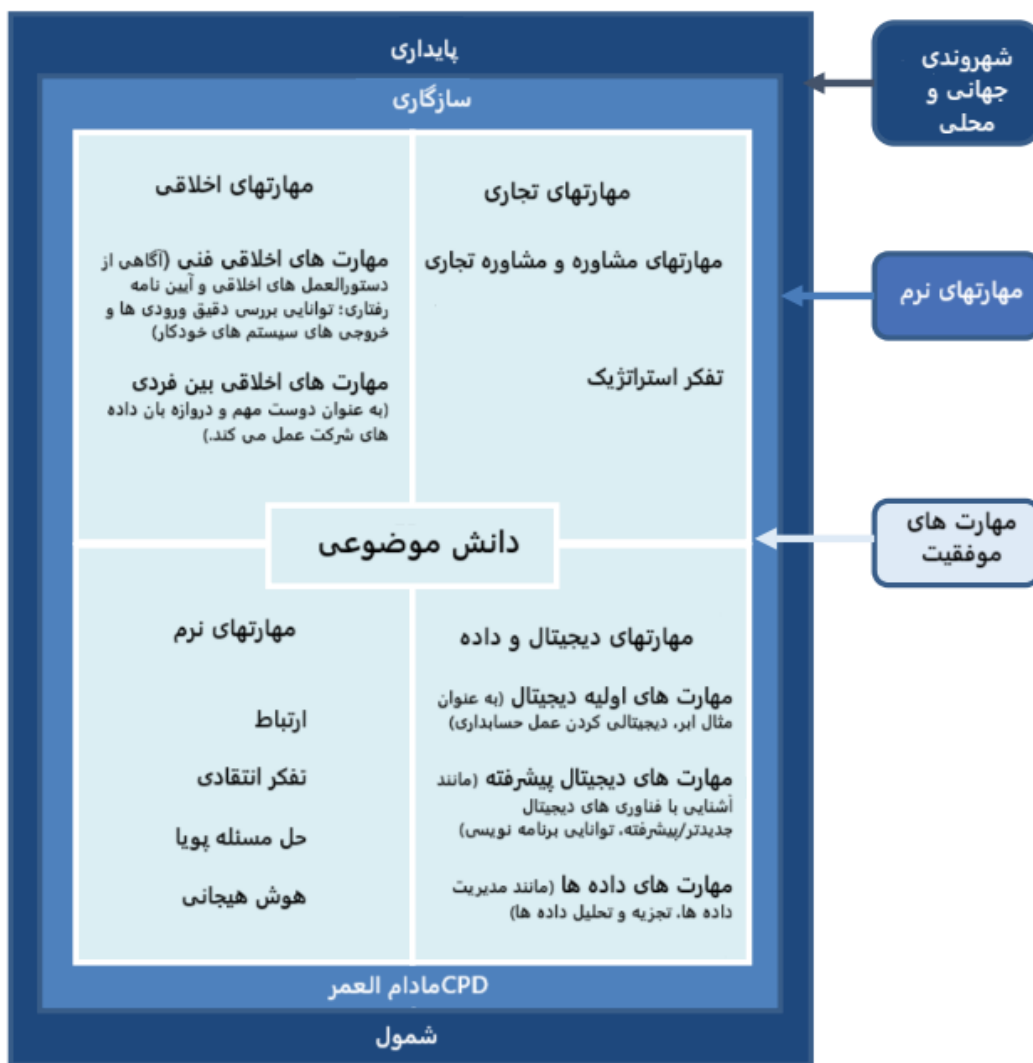 پایداری
سازگاری
مهارتهای تجاری
مهارتهای مشاوره و مشاوره تجاری
تفکر استراتژیک
مهارتهای اخلاقی
مهارت های اخلاقی فنی (آگاهی از
دستورالعمل های اخلاقی و آیین نامه
رفتاری؛ توانایی بررسی دقیق ورودی ها و
خروجی های سیستم های خودکار)
مهارت های اخلاقی بین فردی
(به عنوان دوست مهم و دروازه بان داده
های شرکت عمل می کند.)
دانش موضوعی
مهارتهای دیجیتال و داده
مهارت های اولیه دیجیتال (به عنوان
مثال ابر، دیجیتالی کردن عمل حسابداری)
مهارت های دیجیتال پیشرفته (مانند
آشنایی با فناوری های دیجیتال
جدیدتر/پیشرفته، توانایی برنامه نویسی)
مهارت های داده ها (مانند مدیریت
داده ها، تجزیه و تحلیل داده ها)
مهارتهای نرم
ارتباط
تفکر انتقادی
حل مسئله پویا
هوش هیجانی
CPDمادام العمر
شمول
شهروندی
جهانی و
محلی
مهارتهای نرم
مهارت های
موفقیت